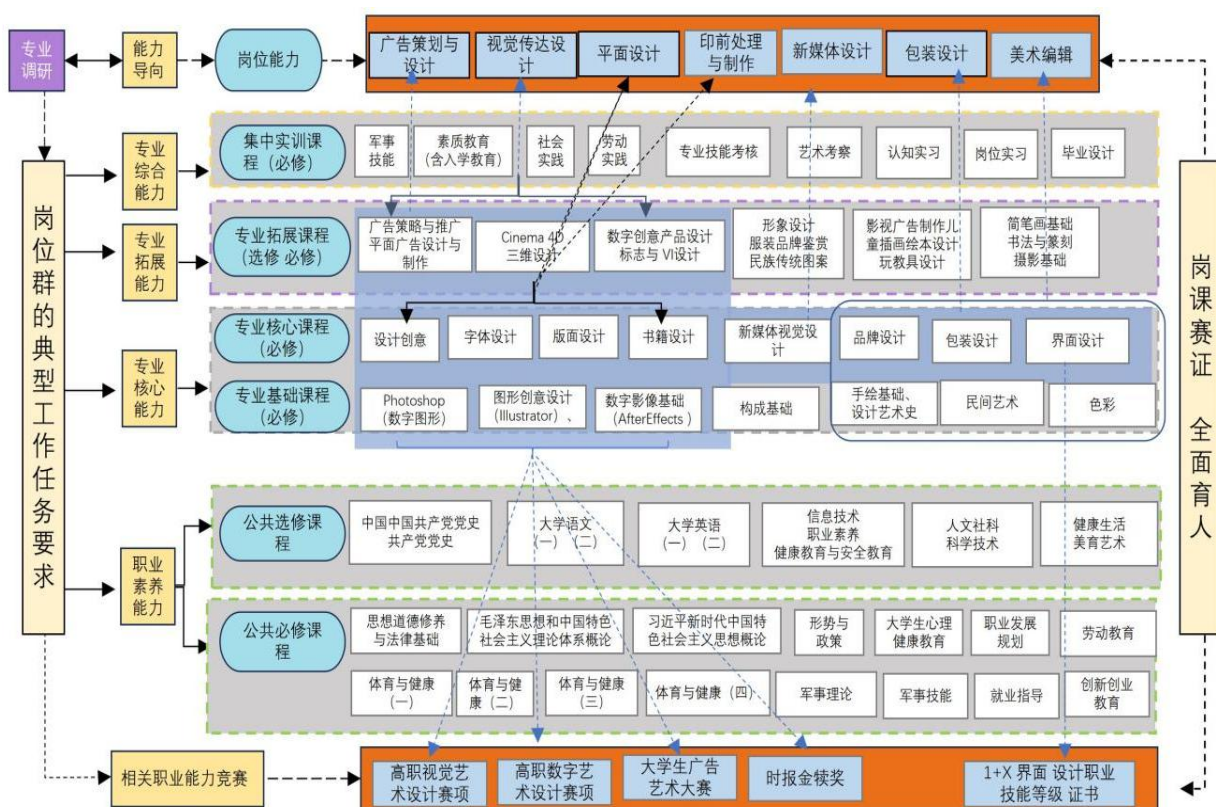 专业
调研
能力
导向
岗位能力
广告策划与
设计
视觉传达设
计
平面设计
印前处理
与制作
新媒体设计
包装设计
美术编辑
岗位群的典型工作任务要求
专业
综合
能力
集中实训课
程（必修）
军事
技能
素质教育
（含入学教育）
社会
实践
劳动
实践
专业技能考核
艺术考察
认知实习
岗位实习
毕业设计
专业
拓展
能力
专业拓展课程
（选修 必修）
广告策略与推广
平面广告设计与
制作
Cinema 4D
三维设计
数字创意产品设计
标志与 VI设计
形象设计
服装品牌鉴赏
民族传统图案
影视广告制作儿
童插画绘本设计
玩教具设计
简笔画基础
书法与篆刻
摄影基础
专业
核心
能力
专业核心课程
（必修）
设计创意
字体设计
版面设计
书籍设计
新媒体视觉设
计
品牌设计
包装设计
界面设计
专业基础课程
（必修）
Photoshop
（数字图形）
图形创意设计
（Illustrator）、
数字影像基础
（AfterEffects ）
构成基础
手绘基础、
设计艺术史
民间艺术
色彩
职业
素养
能力
公共选修课
程
中国中国共产党党史
共产党党史
大学语文
（一）（二）
大学英语
（一）（二）
信息技术
职业素养
健康教育与安全教育
人文社科
科学技术
健康生活
美育艺术
公共必修课
程
思想道德修养
与法律基础
毛泽东思想和中国特色
社会主义理论体系概论
习近平新时代中国特
色社会主义思想概论
形势与
政策
大学生心理
健康教育
职业发展
规划
劳动教育
体育与健康
（一）
体育与健
康（二）
体育与健康
（三）
体育与健康（四）
军事理论
军事技能
就业指导
创新创业
教育
相关职业能力竞赛
高职视觉艺
术设计赛项
高职数字艺
术设计赛项
大学生广告
艺术大赛
时报金犊奖
1+X 界面 设计职业
技能等级 证书
岗课赛证 全面育人